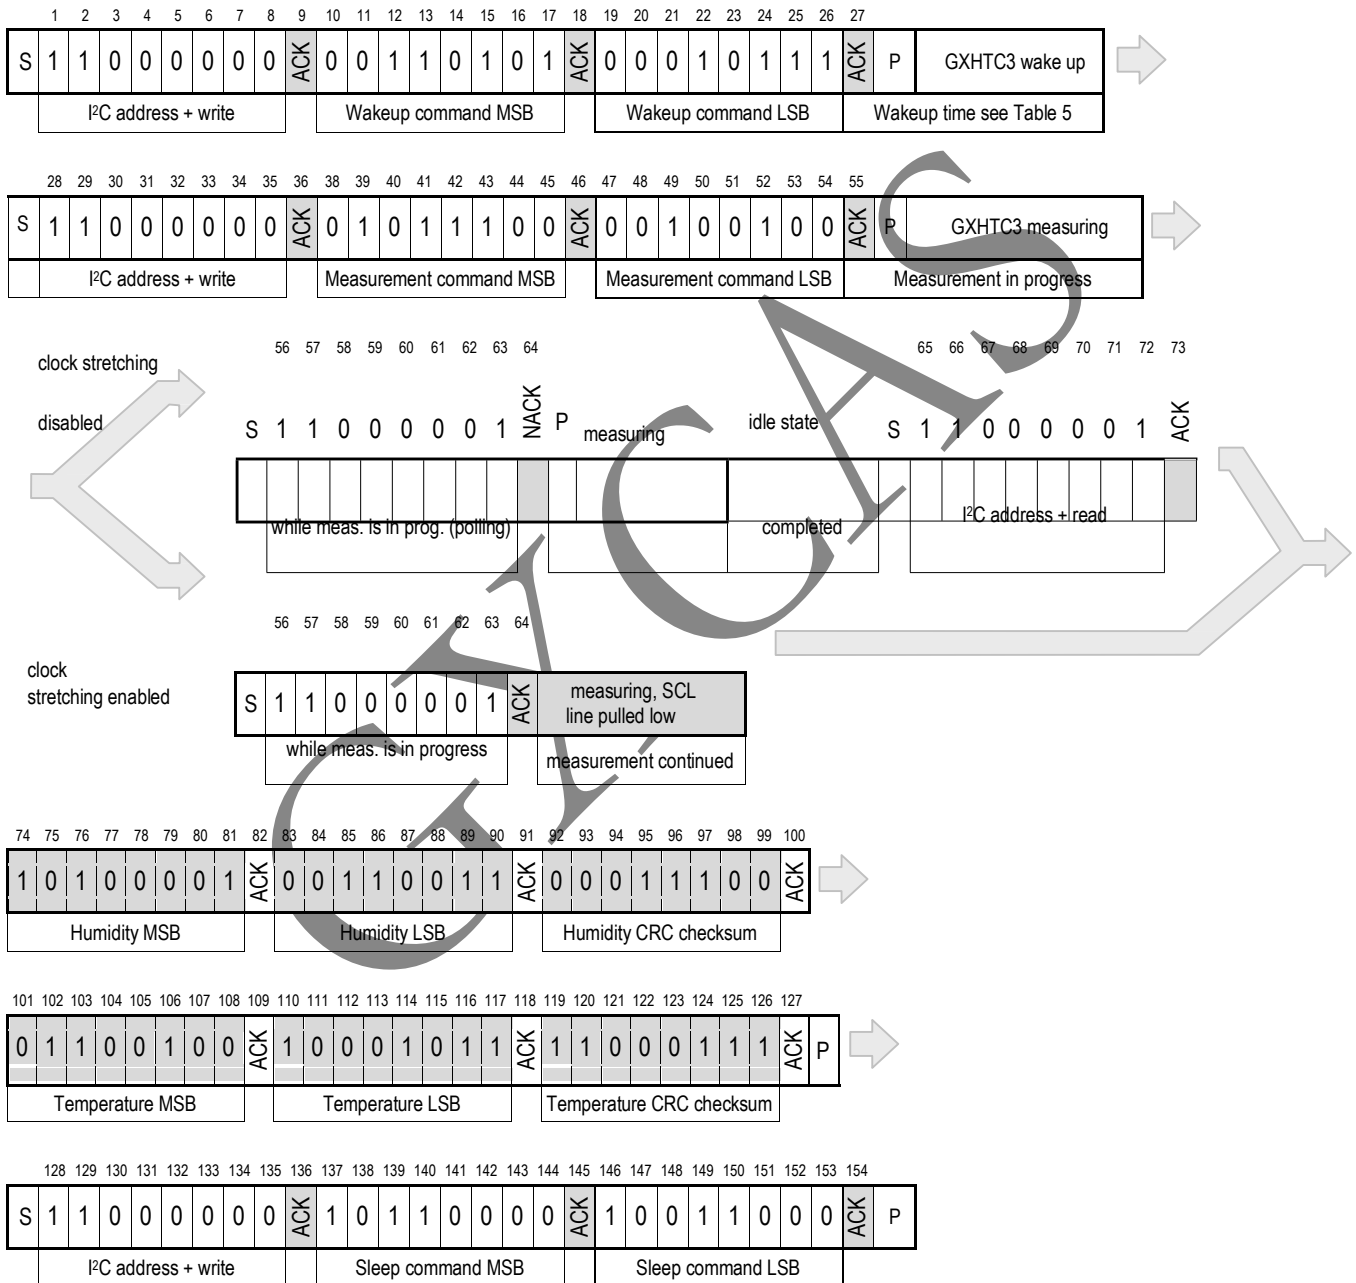 1 2 3 4 5 6 7 8 9 10 11 12 13 14 15 16 17 18 19 20 21 22 23 24 25 26 27
S 1 1 0 0 0 0 0 0 ACK 0 0 1 1 0 1 0 1 ACK 0 0 0 1 0 1 1 1 ACK P GXHTC3 wake up
I²C address + write Wakeup command MSB Wakeup command LSB Wakeup time see Table 5
28 29 30 31 32 33 34 35 36 38 39 40 41 42 43 44 45 46 47 48 49 50 51 52 53 54 55
S 1 1 0 0 0 0 0 0 ACK 0 1 0 1 1 1 0 0 ACK 0 0 1 0 0 1 0 0 ACK P GXHTC3 measuring
I²C address + write Measurement command MSB Measurement command LSB Measurement in progress
56 57 58 59 60 61 62 63 64 65 66 67 68 69 70 71 72 73
clock stretching
disabled
S 1 1 0 0 0 0 0 1 NACK P measuring idle state S 1 1 0 0 0 0 0 1 ACK
while meas. is in prog. (polling) completed I²C address + read
56 57 58 59 60 61 62 63 64
clock
stretching enabled
S 1 1 0 0 0 0 0 1 ACK measuring, SCL
line pulled low
while meas. is in progress measurement continued
74 75 76 77 78 79 80 81 82 83 84 85 86 87 88 89 90 91 92 93 94 95 96 97 98 99 100
1 0 1 0 0 0 0 1 ACK 0 0 1 1 0 0 1 1 ACK 0 0 0 1 1 1 0 0 ACK
Humidity MSB Humidity LSB Humidity CRC checksum
101 102 103 104 105 106 107 108 109 110 111 112 113 114 115 116 117 118 119 120 121 122 123 124 125 126 127
0 1 1 0 0 1 0 0 ACK 1 0 0 0 1 0 1 1 ACK 1 1 0 0 0 1 1 1 ACK P
Temperature MSB Temperature LSB Temperature CRC checksum
128 129 130 131 132 133 134 135 136 137 138 139 140 141 142 143 144 145 146 147 148 149 150 151 152 153 154
S 1 1 0 0 0 0 0 0 ACK 1 0 1 1 0 0 0 0 ACK 1 0 0 1 1 0 0 0 ACK P
I²C address + write Sleep command MSB Sleep command LSB
GXCAS